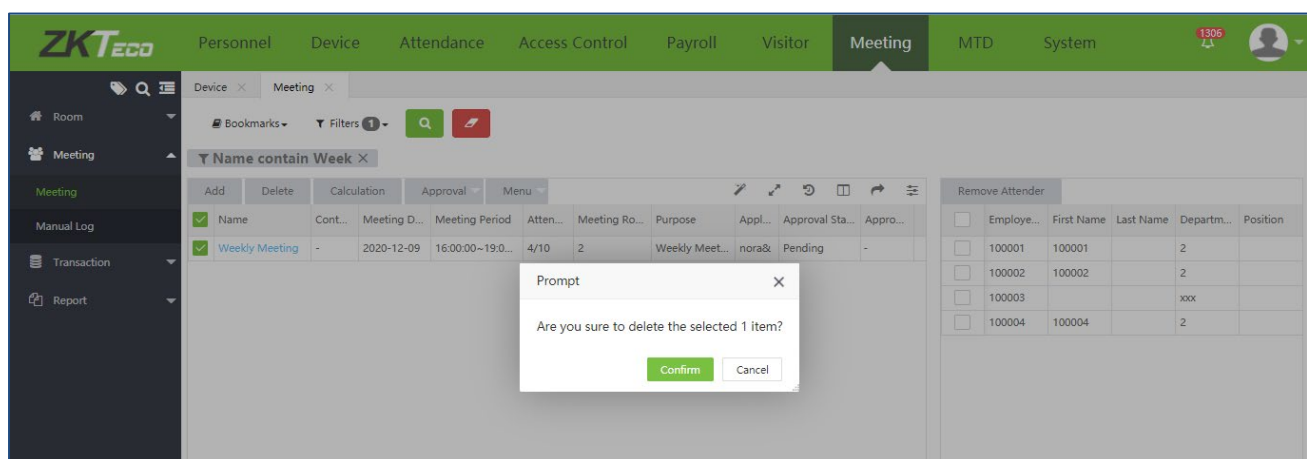 ZKTECO Personnel Device Attendance Access Control Payroll Visitor Meeting MTD System 1306
Device Meeting
Room
Bookmarks Filters 1
Meeting
Name contain Week
Meeting
Add Delete Calculation Approval Menu Remove Attender
Name Cont... Meeting D... Meeting Period Atten... Meeting Ro... Purpose Appl... Approval Sta... Appro... Employe... First Name Last Name Departm... Position
Manual Log
Weekly Meeting - 2020-12-09 16:00:00~19:0... 4/10 2 Weekly Meet... nora& Pending - 100001 100001 2
Transaction
100002 100002 2
Prompt
100003 xxx
Report
100004 100004 2
Are you sure to delete the selected 1 item?
Confirm Cancel